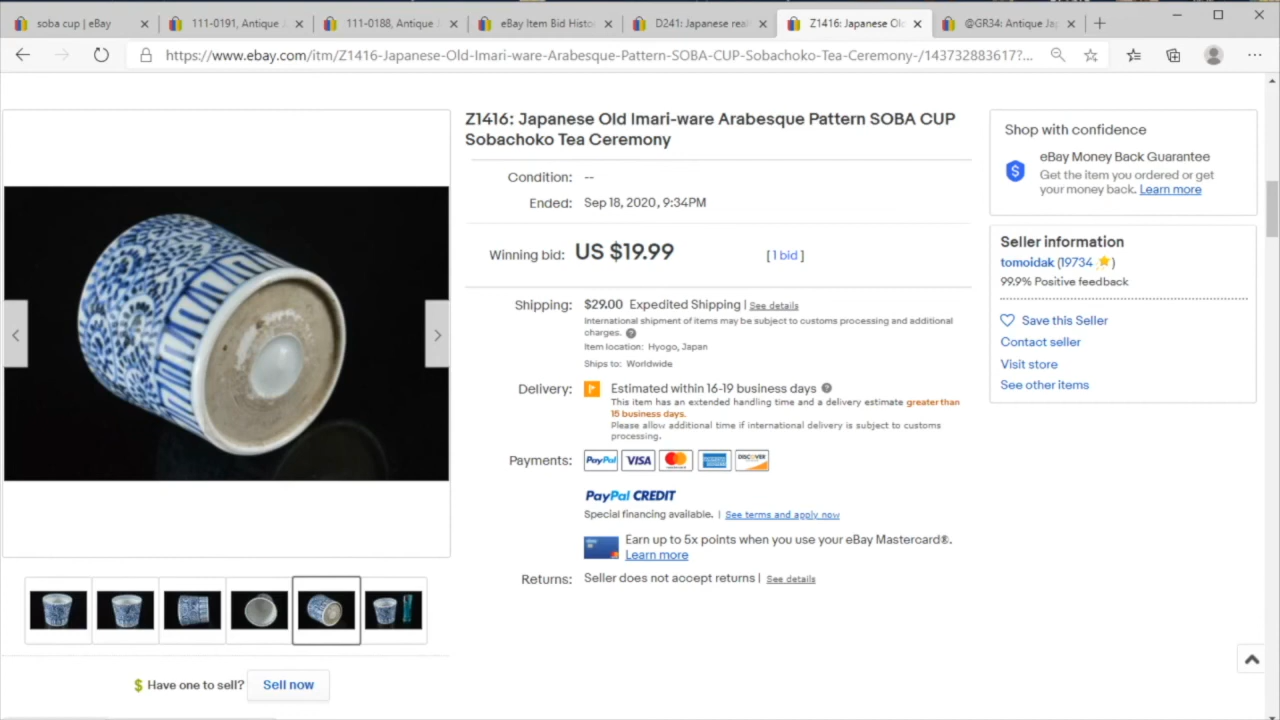 soba cup | eBay
111-0191, Antique J
111-0188, Antique J
eBay Item Bid Histo
D241: Japanese real
Z1416: Japanese Ol
@GR34: Antique Jap
https://www.ebay.com/itm/Z1416-Japanese-Old-Imari-ware-Arabesque-Pattern-SOBA-CUP-Sobachoko-Tea-Ceremony-/143732883617?...
Z1416: Japanese Old Imari-ware Arabesque Pattern SOBA CUP
Sobachoko Tea Ceremony
Condition: --
Ended: Sep 18, 2020, 9:34PM
Winning bid: US $19.99 [ 1 bid ]
Shipping: $29.00 Expedited Shipping | See details
International shipment of items may be subject to customs processing and additional
charges. ?
Item location: Hyogo, Japan
Ships to: Worldwide
Delivery: Estimated within 16-19 business days ?
This item has an extended handling time and a delivery estimate greater than
15 business days.
Please allow additional time if international delivery is subject to customs
processing.
Payments: PayPal VISA MasterCard AMERICAN EXPRESS DISCOVER
PayPal CREDIT
Special financing available. | See terms and apply now
Earn up to 5x points when you use your eBay Mastercard®.
Learn more
Returns: Seller does not accept returns | See details
Shop with confidence
$
eBay Money Back Guarantee
Get the item you ordered or get
your money back. Learn more
Seller information
tomoidak (19734 )
99.9% Positive feedback
Save this Seller
Contact seller
Visit store
See other items
$ Have one to sell? Sell now